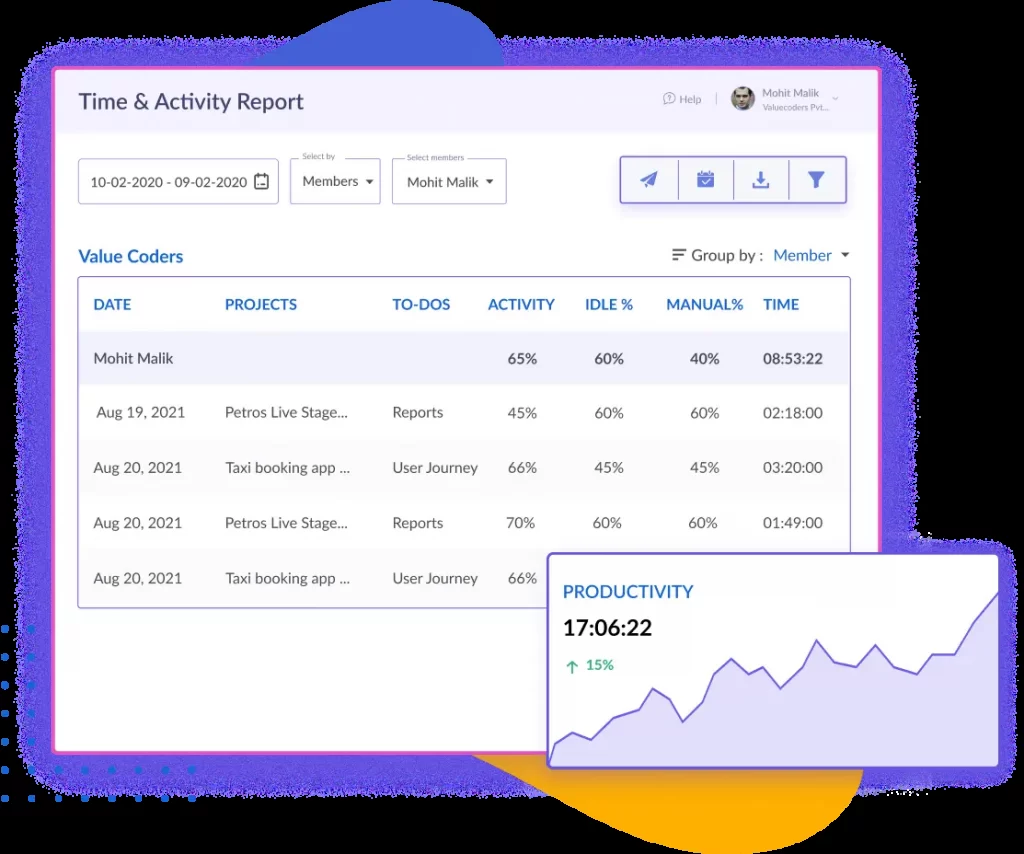 Time & Activity Report
Help
Mohit Malik
Valuecoders Pvt...
Select by
Select members
10-02-2020 - 09-02-2020
Members
Mohit Malik
Value Coders
Group by : Member
DATE PROJECTS TO-DOS ACTIVITY IDLE % MANUAL% TIME
Mohit Malik 65% 60% 40% 08:53:22
Aug 19, 2021 Petros Live Stage... Reports 45% 60% 60% 02:18:00
Aug 20, 2021 Taxi booking app ... User Journey 66% 45% 45% 03:20:00
Aug 20, 2021 Petros Live Stage... Reports 70% 60% 60% 01:49:00
Aug 20, 2021 Taxi booking app ... User Journey 66%
PRODUCTIVITY
17:06:22
15%